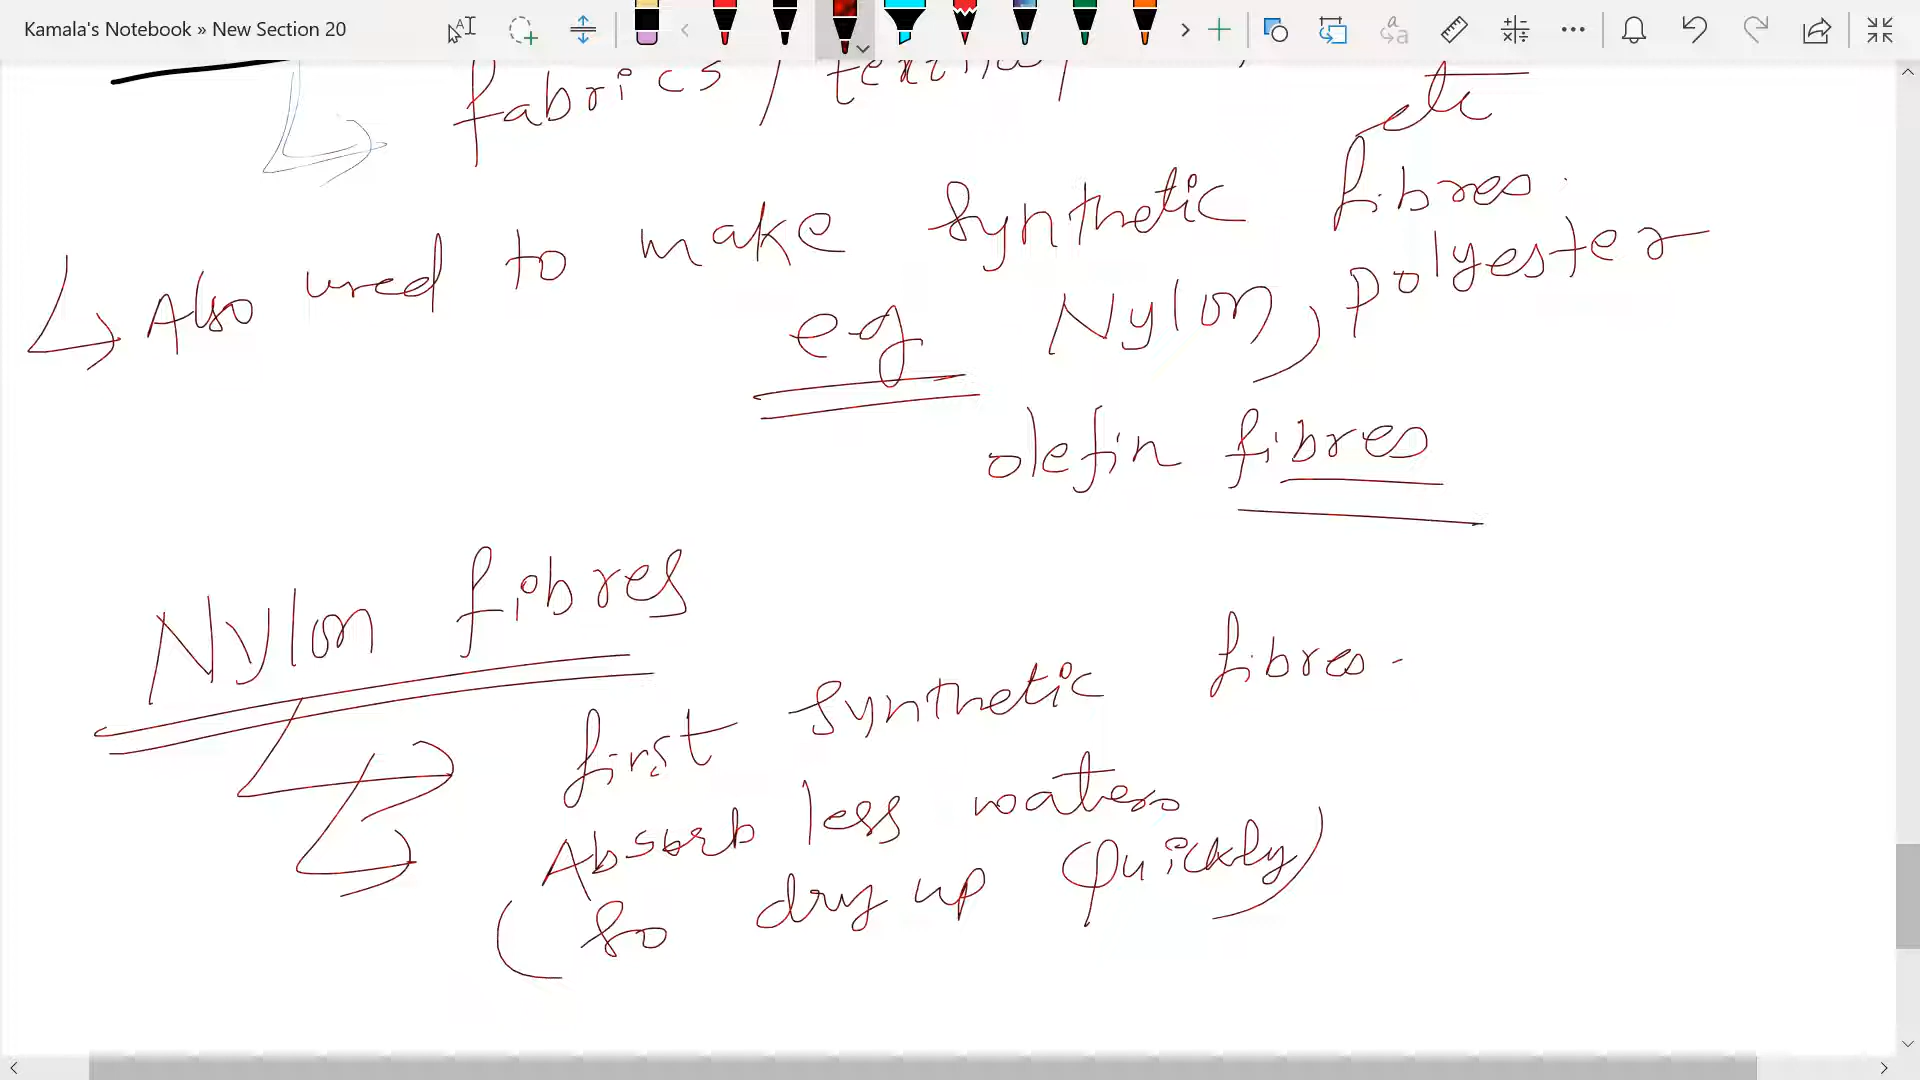 Kamala's Notebook » New Section 20
fabrics /
etc
Also used to make synthetic fibres.
eg Nylon, polyester
olefin fibres
Nylon fibres
first synthetic fibres.
Absorb less water
(so dry up quickly)